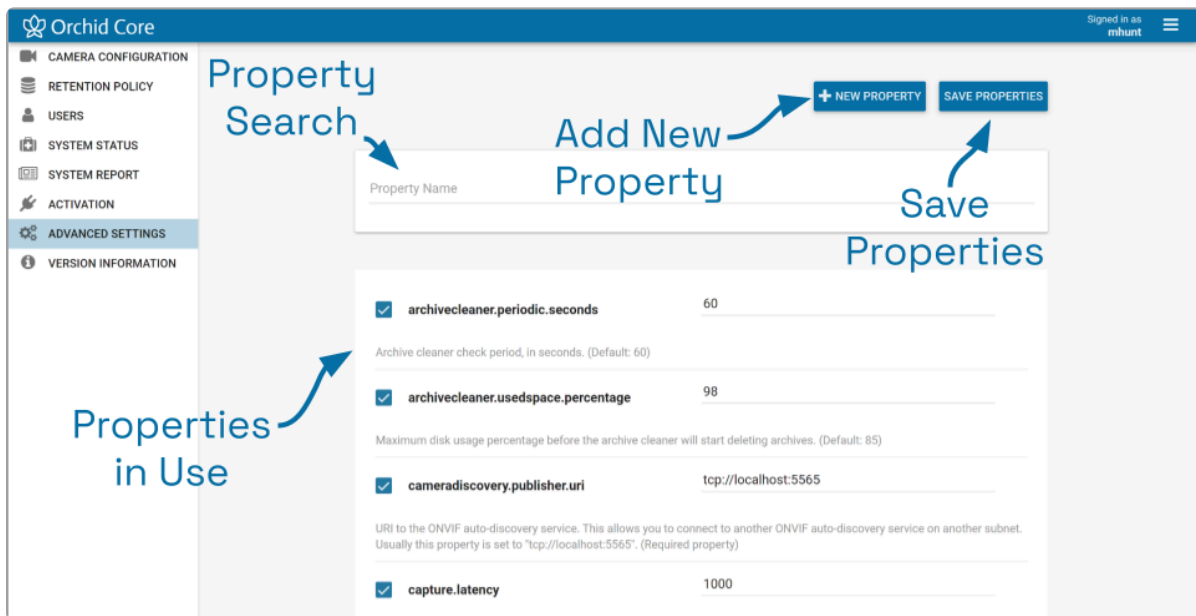 Orchid Core
Signed in as
mhunt
CAMERA CONFIGURATION
RETENTION POLICY
USERS
SYSTEM STATUS
SYSTEM REPORT
ACTIVATION
ADVANCED SETTINGS
VERSION INFORMATION
Property
Search
+ NEW PROPERTY
SAVE PROPERTIES
Add New
Property
Save
Properties
Property Name
archivecleaner.periodic.seconds
60
Archive cleaner check period, in seconds. (Default: 60)
archivecleaner.usedspace.percentage
98
Maximum disk usage percentage before the archive cleaner will start deleting archives. (Default: 85)
Properties
in Use
cameradiscovery.publisher.uri
tcp://localhost:5565
URI to the ONVIF auto-discovery service. This allows you to connect to another ONVIF auto-discovery service on another subnet.
Usually this property is set to "tcp://localhost:5565". (Required property)
capture.latency
1000